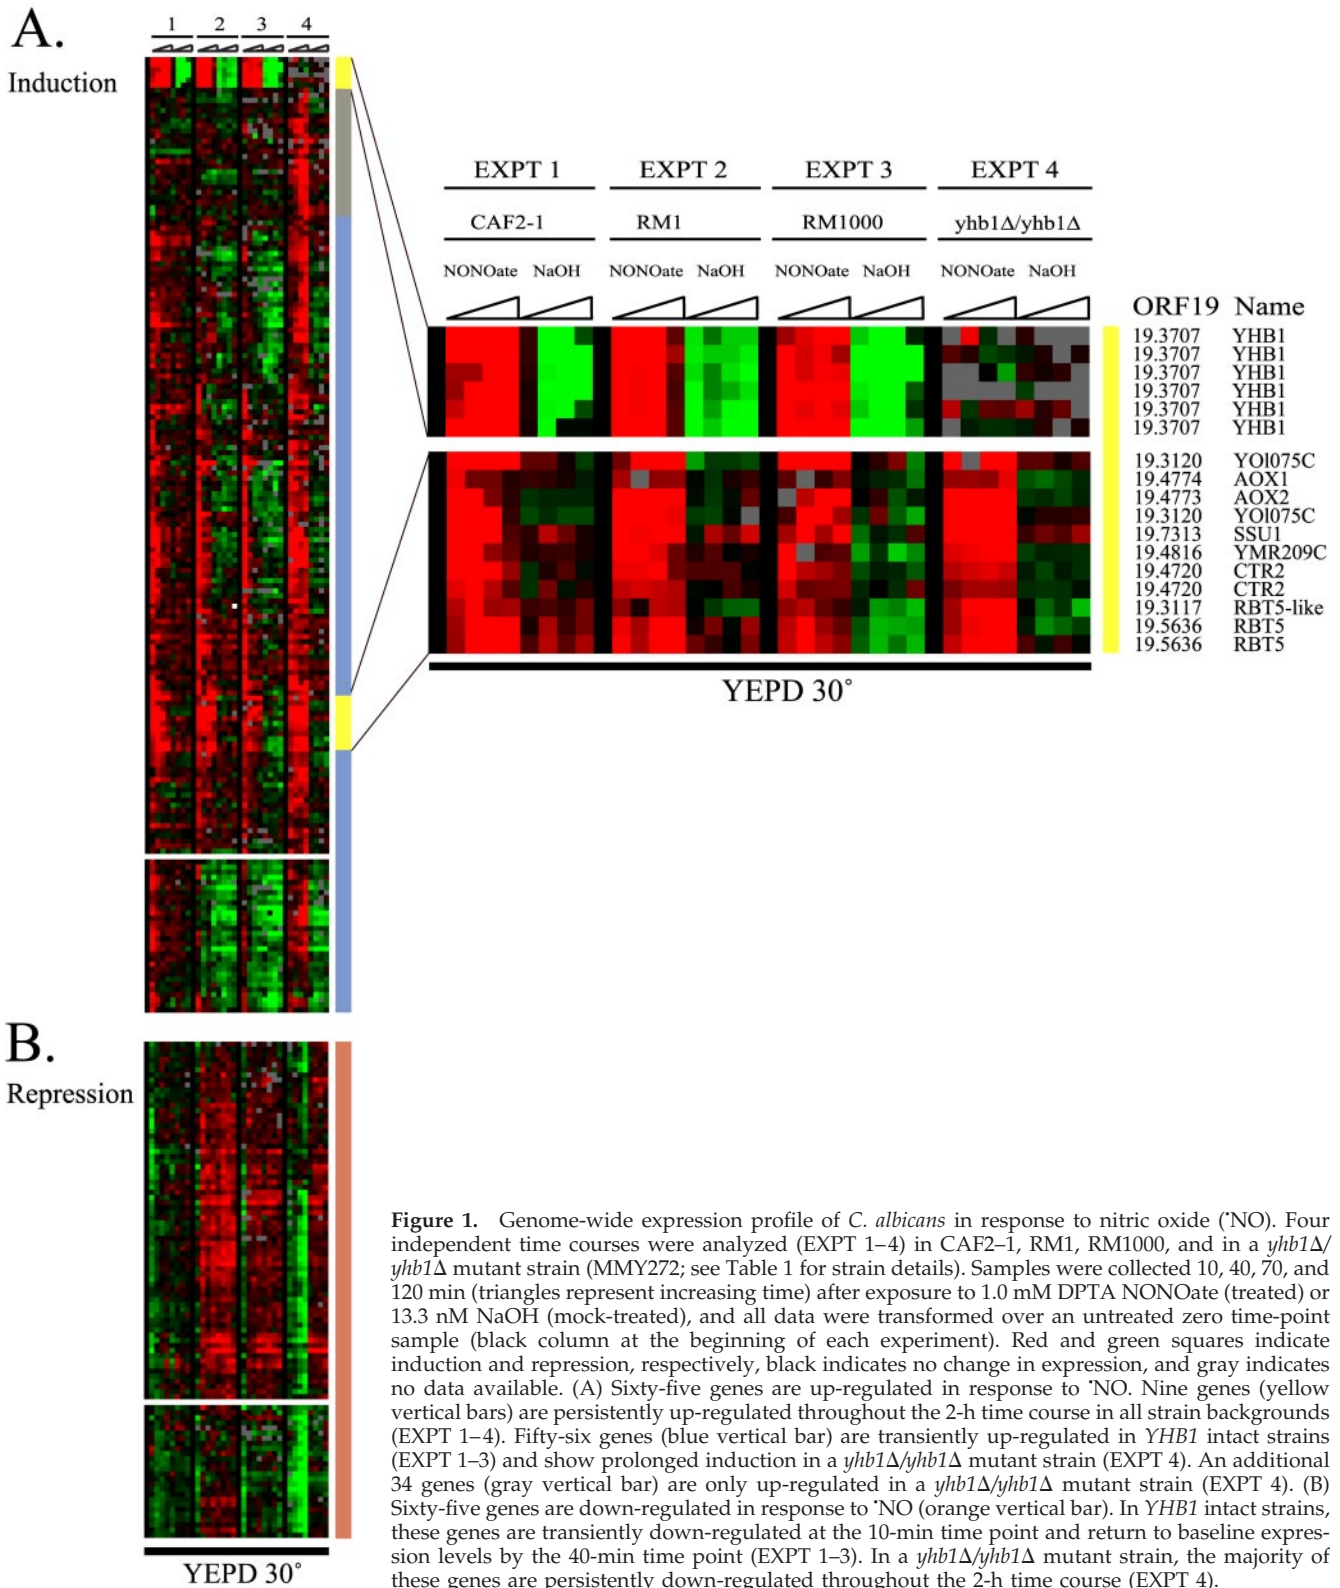 A.
Induction
1 2 3 4
EXPT 1 EXPT 2 EXPT 3 EXPT 4
CAF2-1 RM1 RM1000 yhb1Δ/yhb1Δ
NONOate NaOH NONOate NaOH NONOate NaOH NONOate NaOH
ORF19 Name
19.3707 YHB1
19.3707 YHB1
19.3707 YHB1
19.3707 YHB1
19.3707 YHB1
19.3707 YHB1
19.3120 YOl075C
19.4774 AOX1
19.4773 AOX2
19.3120 YOl075C
19.7313 SSU1
19.4816 YMR209C
19.4720 CTR2
19.4720 CTR2
19.3117 RBT5-like
19.5636 RBT5
19.5636 RBT5
YEPD 30°
B.
Repression
YEPD 30°
Figure 1. Genome-wide expression profile of C. albicans in response to nitric oxide (˙NO). Four
independent time courses were analyzed (EXPT 1–4) in CAF2–1, RM1, RM1000, and in a yhb1Δ/
yhb1Δ mutant strain (MMY272; see Table 1 for strain details). Samples were collected 10, 40, 70, and
120 min (triangles represent increasing time) after exposure to 1.0 mM DPTA NONOate (treated) or
13.3 nM NaOH (mock-treated), and all data were transformed over an untreated zero time-point
sample (black column at the beginning of each experiment). Red and green squares indicate
induction and repression, respectively, black indicates no change in expression, and gray indicates
no data available. (A) Sixty-five genes are up-regulated in response to ˙NO. Nine genes (yellow
vertical bars) are persistently up-regulated throughout the 2-h time course in all strain backgrounds
(EXPT 1–4). Fifty-six genes (blue vertical bar) are transiently up-regulated in YHB1 intact strains
(EXPT 1–3) and show prolonged induction in a yhb1Δ/yhb1Δ mutant strain (EXPT 4). An additional
34 genes (gray vertical bar) are only up-regulated in a yhb1Δ/yhb1Δ mutant strain (EXPT 4). (B)
Sixty-five genes are down-regulated in response to ˙NO (orange vertical bar). In YHB1 intact strains,
these genes are transiently down-regulated at the 10-min time point and return to baseline expres-
sion levels by the 40-min time point (EXPT 1–3). In a yhb1Δ/yhb1Δ mutant strain, the majority of
these genes are persistently down-regulated throughout the 2-h time course (EXPT 4).